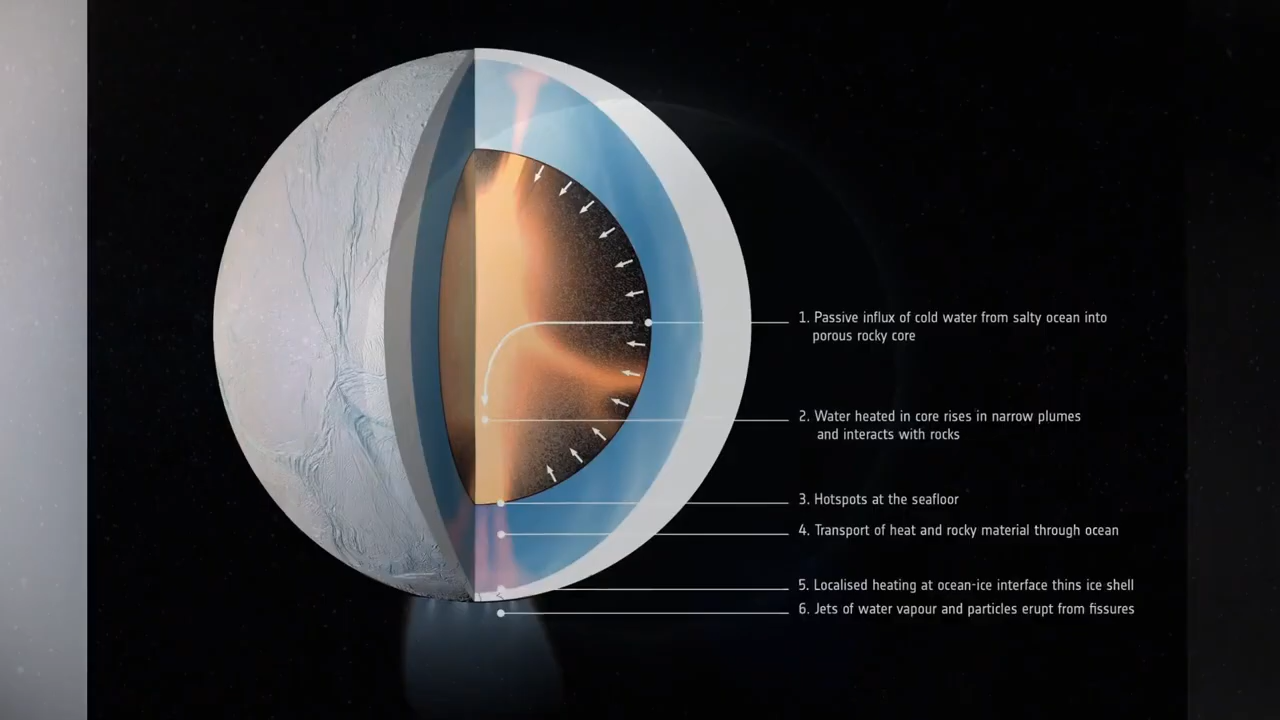 1. Passive influx of cold water from salty ocean into
porous rocky core
2. Water heated in core rises in narrow plumes
and interacts with rocks
3. Hotspots at the seafloor
4. Transport of heat and rocky material through ocean
5. Localised heating at ocean-ice interface thins ice shell
6. Jets of water vapour and particles erupt from fissures